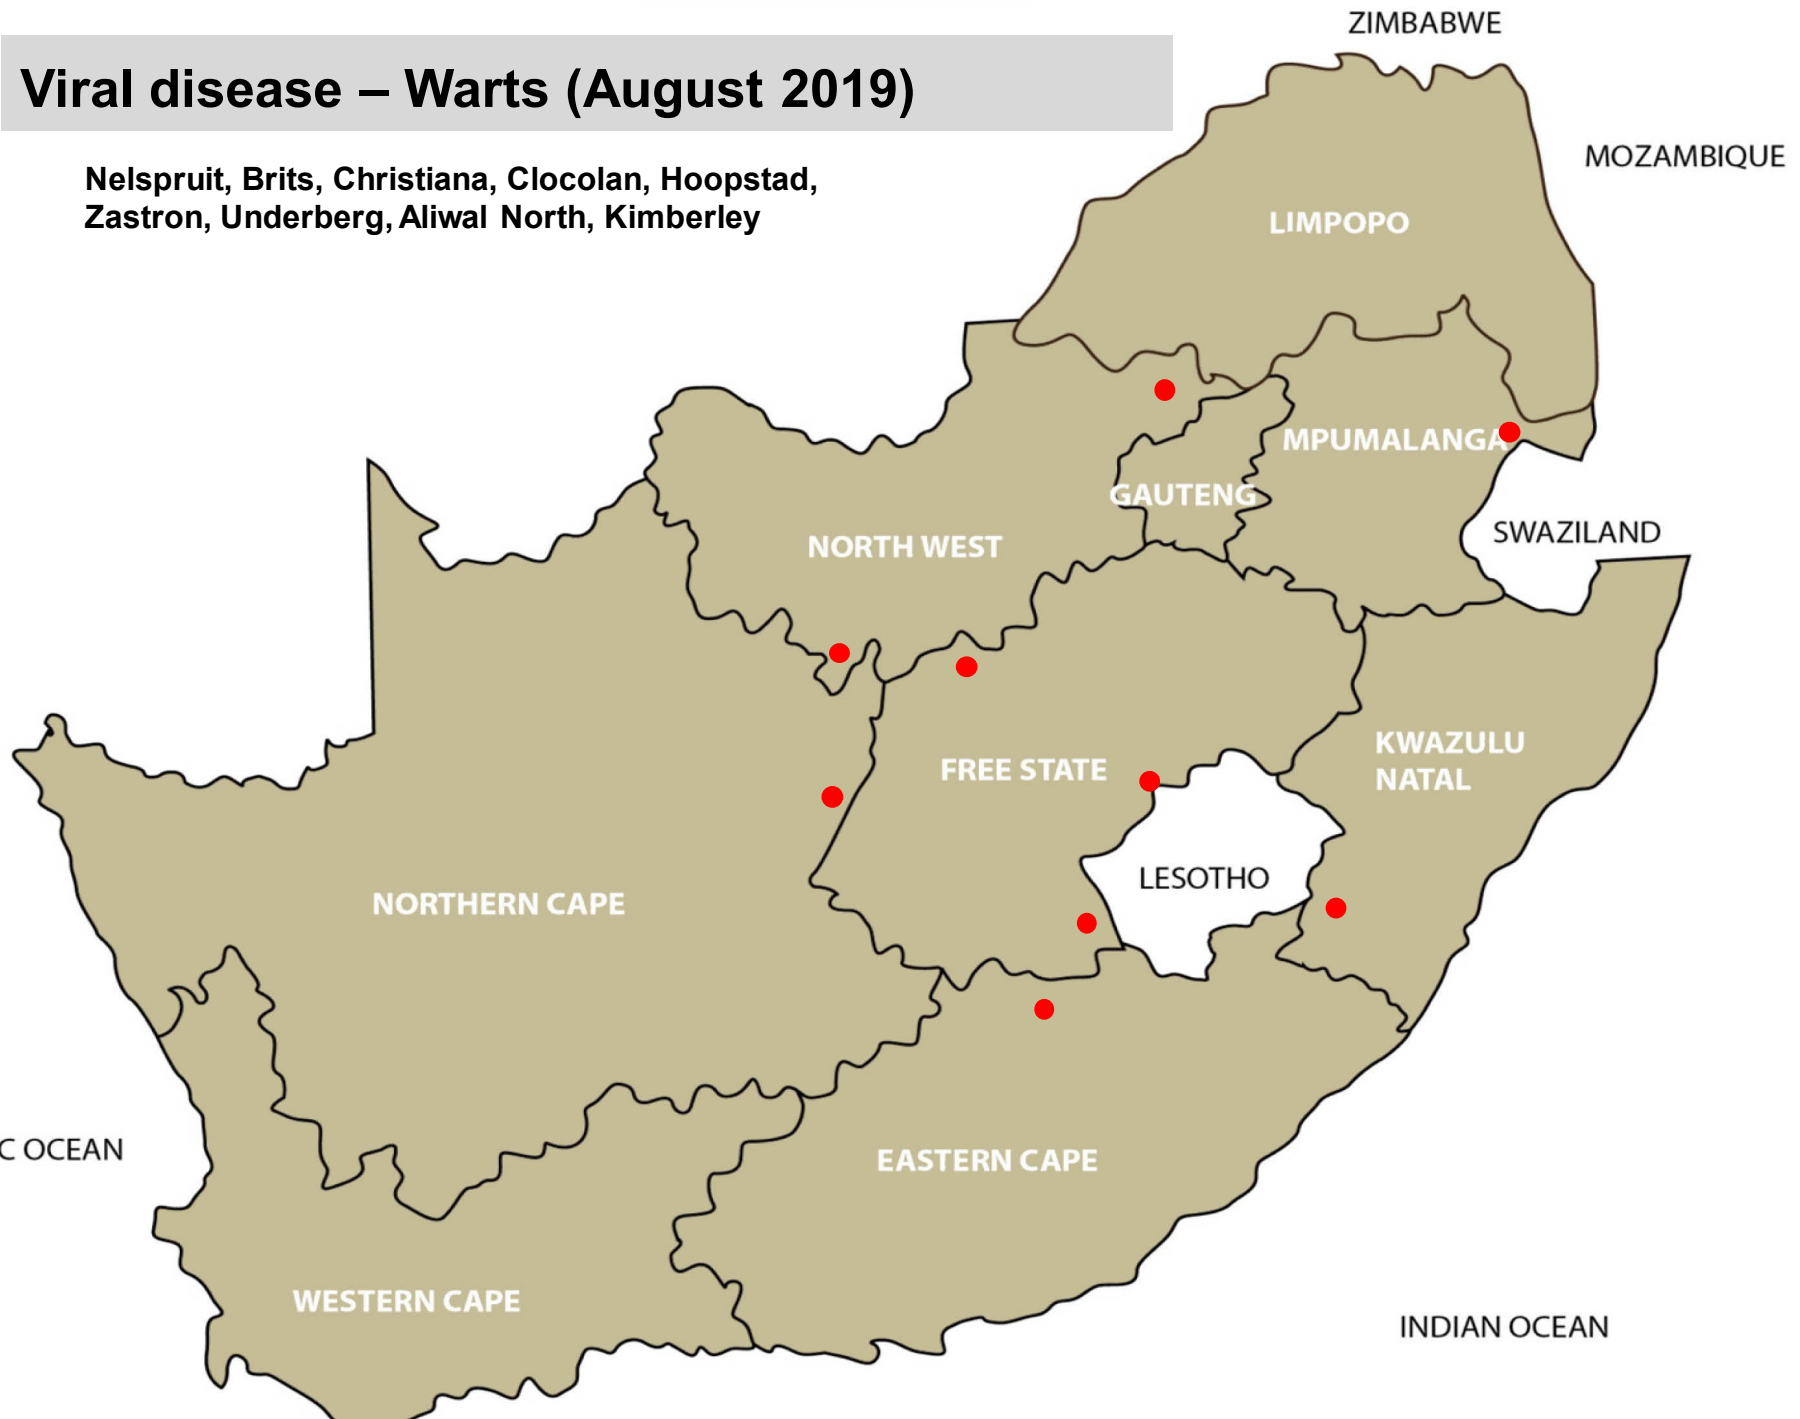 ZIMBABWE
Viral disease – Warts (August 2019)
MOZAMBIQUE
Nelspruit, Brits, Christiana, Clocolan, Hoopstad,
Zastron, Underberg, Aliwal North, Kimberley
LIMPOPO
MPUMALANGA
GAUTENG
SWAZILAND
NORTH WEST
KWAZULU
NATAL
FREE STATE
LESOTHO
NORTHERN CAPE
C OCEAN
EASTERN CAPE
WESTERN CAPE
INDIAN OCEAN